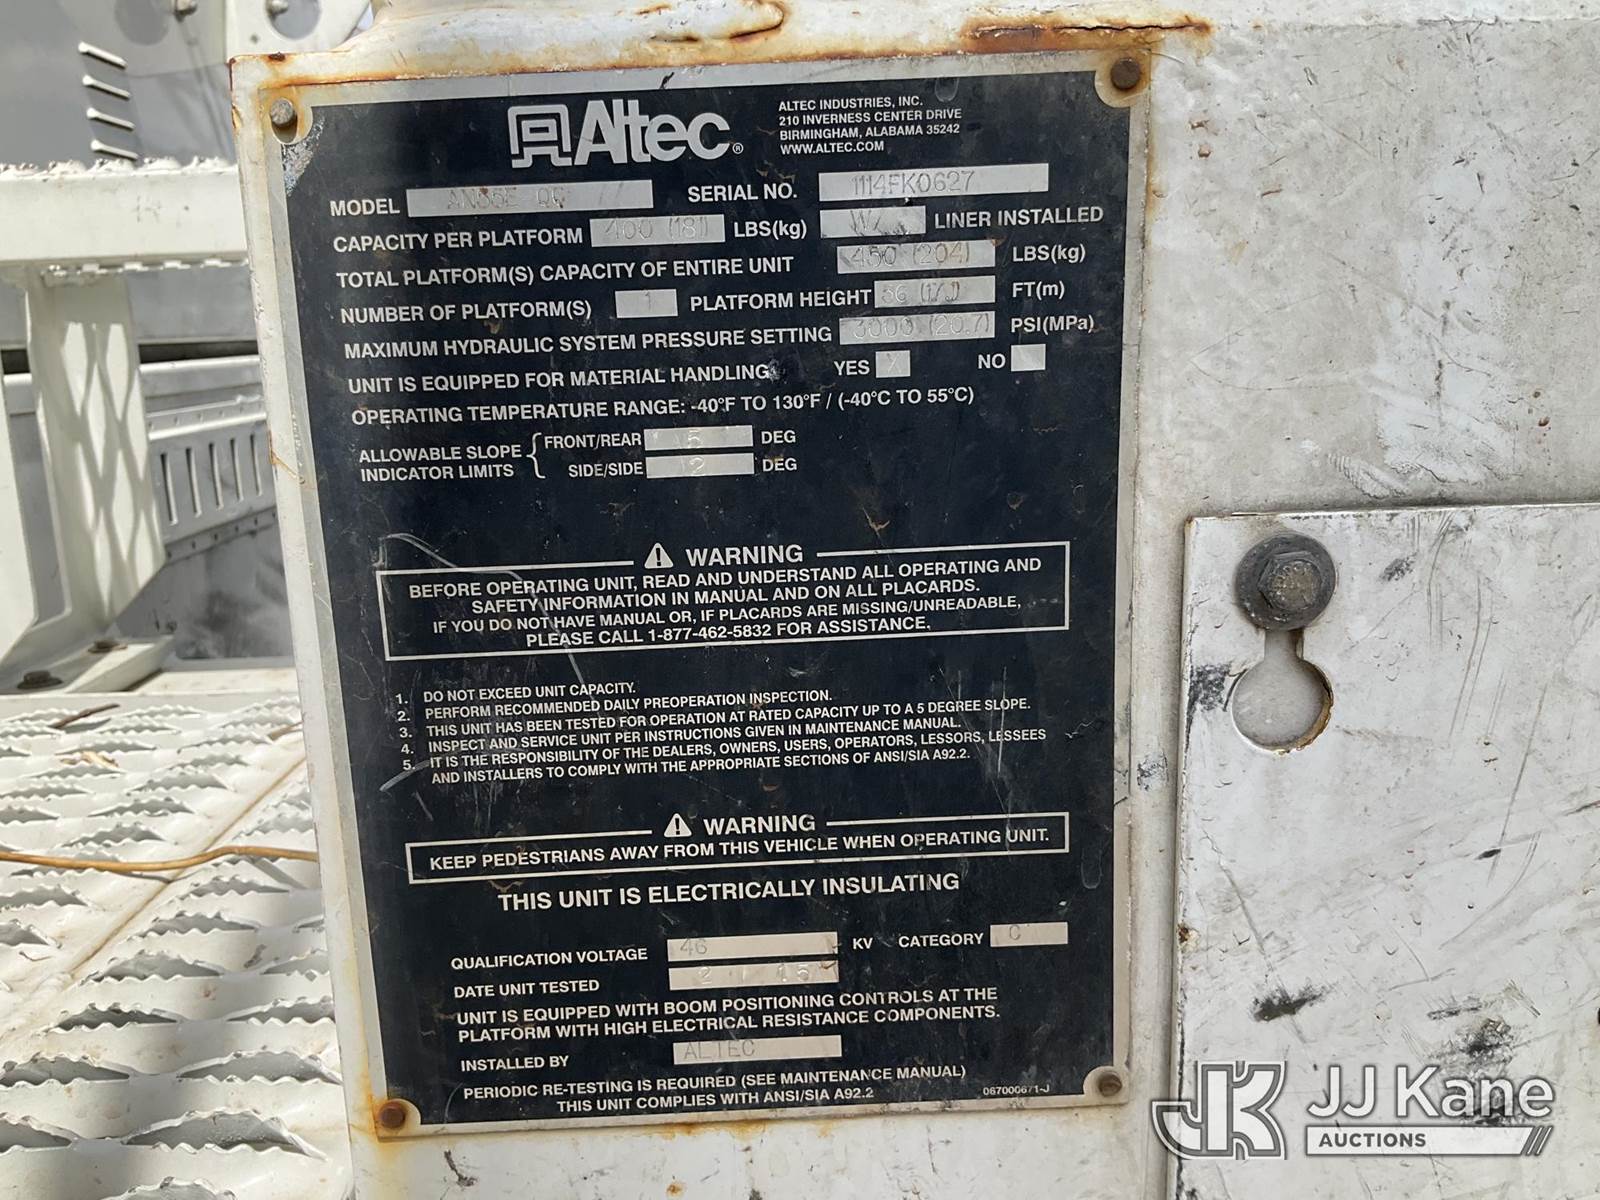 Altec®
ALTEC INDUSTRIES, INC.
210 INVERNESS CENTER DRIVE
BIRMINGHAM, ALABAMA 35242
WWW.ALTEC.COM
MODEL
SERIAL NO. 1114FK0627
CAPACITY PER PLATFORM 400 (181) LBS(kg) LINER INSTALLED
TOTAL PLATFORM(S) CAPACITY OF ENTIRE UNIT 450 (204) LBS(kg)
NUMBER OF PLATFORM(S) 1 PLATFORM HEIGHT FT(m)
MAXIMUM HYDRAULIC SYSTEM PRESSURE SETTING 3000 (20.7) PSI(MPa)
UNIT IS EQUIPPED FOR MATERIAL HANDLING YES X NO
OPERATING TEMPERATURE RANGE: -40°F TO 130°F / (-40°C TO 55°C)
ALLOWABLE SLOPE INDICATOR LIMITS { FRONT/REAR 5 DEG
SIDE/SIDE 2 DEG
⚠ WARNING
BEFORE OPERATING UNIT, READ AND UNDERSTAND ALL OPERATING AND
SAFETY INFORMATION IN MANUAL AND ON ALL PLACARDS.
IF YOU DO NOT HAVE MANUAL OR, IF PLACARDS ARE MISSING/UNREADABLE,
PLEASE CALL 1-877-462-5832 FOR ASSISTANCE.
1. DO NOT EXCEED UNIT CAPACITY.
2. PERFORM RECOMMENDED DAILY PREOPERATION INSPECTION.
3. THIS UNIT HAS BEEN TESTED FOR OPERATION AT RATED CAPACITY UP TO A 5 DEGREE SLOPE.
4. INSPECT AND SERVICE UNIT PER INSTRUCTIONS GIVEN IN MAINTENANCE MANUAL.
5. IT IS THE RESPONSIBILITY OF THE DEALERS, OWNERS, USERS, OPERATORS, LESSORS, LESSEES
AND INSTALLERS TO COMPLY WITH THE APPROPRIATE SECTIONS OF ANSI/SIA A92.2.
⚠ WARNING
KEEP PEDESTRIANS AWAY FROM THIS VEHICLE WHEN OPERATING UNIT.
THIS UNIT IS ELECTRICALLY INSULATING
QUALIFICATION VOLTAGE 46 KV CATEGORY C
DATE UNIT TESTED
UNIT IS EQUIPPED WITH BOOM POSITIONING CONTROLS AT THE
PLATFORM WITH HIGH ELECTRICAL RESISTANCE COMPONENTS.
INSTALLED BY ALTEC
PERIODIC RE-TESTING IS REQUIRED (SEE MAINTENANCE MANUAL)
THIS UNIT COMPLIES WITH ANSI/SIA A92.2
067000671-J
JK JJ Kane
AUCTIONS